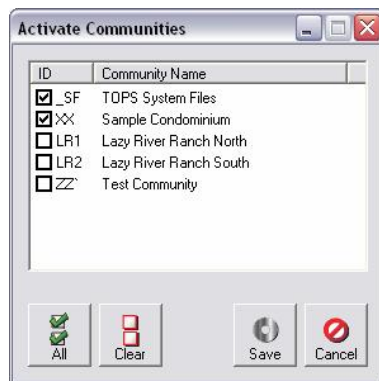 Activate Communities
ID Community Name
_SF TOPS System Files
XX Sample Condominium
LR1 Lazy River Ranch North
LR2 Lazy River Ranch South
ZZ` Test Community
All Clear Save Cancel